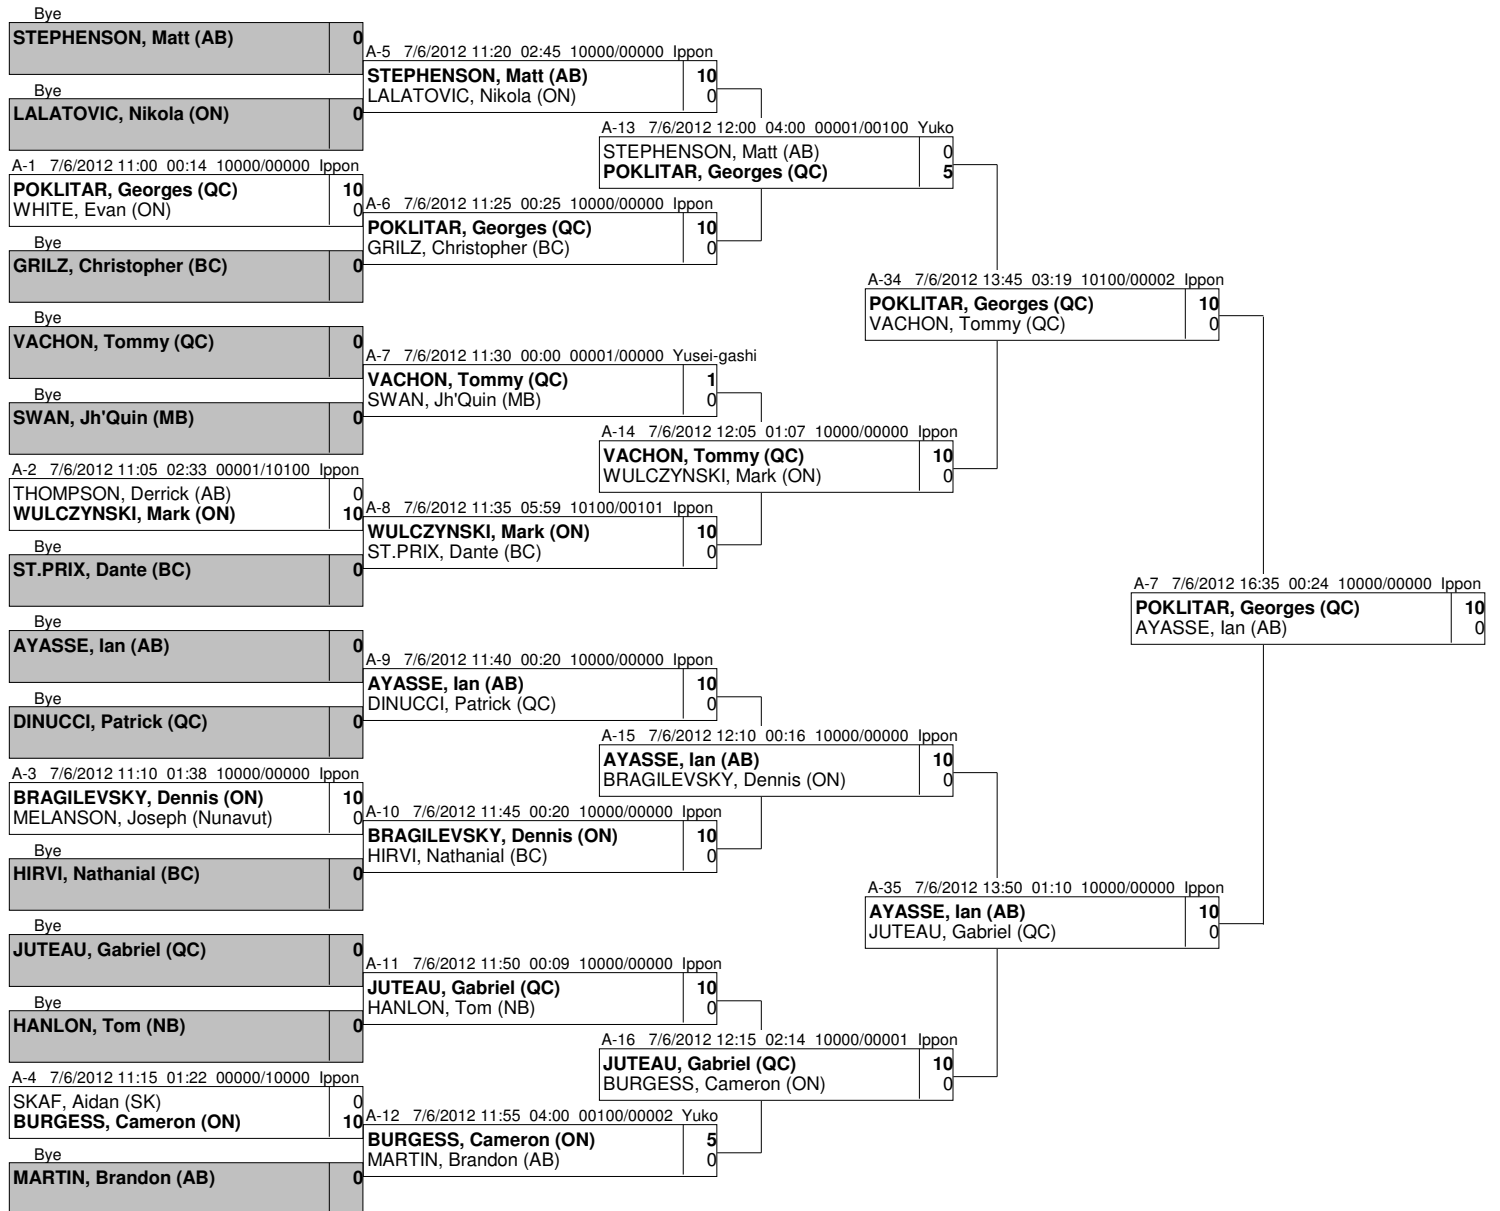 Bye
STEPHENSON, Matt (AB) 0
Bye
LALATOVIC, Nikola (ON) 0
A-1 7/6/2012 11:00 00:14 10000/00000 Ippon
POKLITAR, Georges (QC) 10
WHITE, Evan (ON) 0
Bye
GRILZ, Christopher (BC) 0
Bye
VACHON, Tommy (QC) 0
Bye
SWAN, Jh'Quin (MB) 0
A-2 7/6/2012 11:05 02:33 00001/10100 Ippon
THOMPSON, Derrick (AB) 0
WULCZYNSKI, Mark (ON) 10
Bye
ST.PRIX, Dante (BC) 0
Bye
AYASSE, Ian (AB) 0
Bye
DINUCCI, Patrick (QC) 0
A-3 7/6/2012 11:10 01:38 10000/00000 Ippon
BRAGILEVSKY, Dennis (ON) 10
MELANSON, Joseph (Nunavut) 0
Bye
HIRVI, Nathanial (BC) 0
Bye
JUTEAU, Gabriel (QC) 0
Bye
HANLON, Tom (NB) 0
A-4 7/6/2012 11:15 01:22 00000/10000 Ippon
SKAF, Aidan (SK) 0
BURGESS, Cameron (ON) 10
Bye
MARTIN, Brandon (AB) 0
A-5 7/6/2012 11:20 02:45 10000/00000 Ippon
STEPHENSON, Matt (AB) 10
LALATOVIC, Nikola (ON) 0
A-6 7/6/2012 11:25 00:25 10000/00000 Ippon
POKLITAR, Georges (QC) 10
GRILZ, Christopher (BC) 0
A-7 7/6/2012 11:30 00:00 00001/00000 Yusei-gashi
VACHON, Tommy (QC) 1
SWAN, Jh'Quin (MB) 0
A-8 7/6/2012 11:35 05:59 10100/00101 Ippon
WULCZYNSKI, Mark (ON) 10
ST.PRIX, Dante (BC) 0
A-9 7/6/2012 11:40 00:20 10000/00000 Ippon
AYASSE, Ian (AB) 10
DINUCCI, Patrick (QC) 0
A-10 7/6/2012 11:45 00:20 10000/00000 Ippon
BRAGILEVSKY, Dennis (ON) 10
HIRVI, Nathanial (BC) 0
A-11 7/6/2012 11:50 00:09 10000/00000 Ippon
JUTEAU, Gabriel (QC) 10
HANLON, Tom (NB) 0
A-12 7/6/2012 11:55 04:00 00100/00002 Yuko
BURGESS, Cameron (ON) 5
MARTIN, Brandon (AB) 0
A-13 7/6/2012 12:00 04:00 00001/00100 Yuko
STEPHENSON, Matt (AB) 0
POKLITAR, Georges (QC) 5
A-14 7/6/2012 12:05 01:07 10000/00000 Ippon
VACHON, Tommy (QC) 10
WULCZYNSKI, Mark (ON) 0
A-15 7/6/2012 12:10 00:16 10000/00000 Ippon
AYASSE, Ian (AB) 10
BRAGILEVSKY, Dennis (ON) 0
A-16 7/6/2012 12:15 02:14 10000/00001 Ippon
JUTEAU, Gabriel (QC) 10
BURGESS, Cameron (ON) 0
A-34 7/6/2012 13:45 03:19 10100/00002 Ippon
POKLITAR, Georges (QC) 10
VACHON, Tommy (QC) 0
A-35 7/6/2012 13:50 01:10 10000/00000 Ippon
AYASSE, Ian (AB) 10
JUTEAU, Gabriel (QC) 0
A-7 7/6/2012 16:35 00:24 10000/00000 Ippon
POKLITAR, Georges (QC) 10
AYASSE, Ian (AB) 0